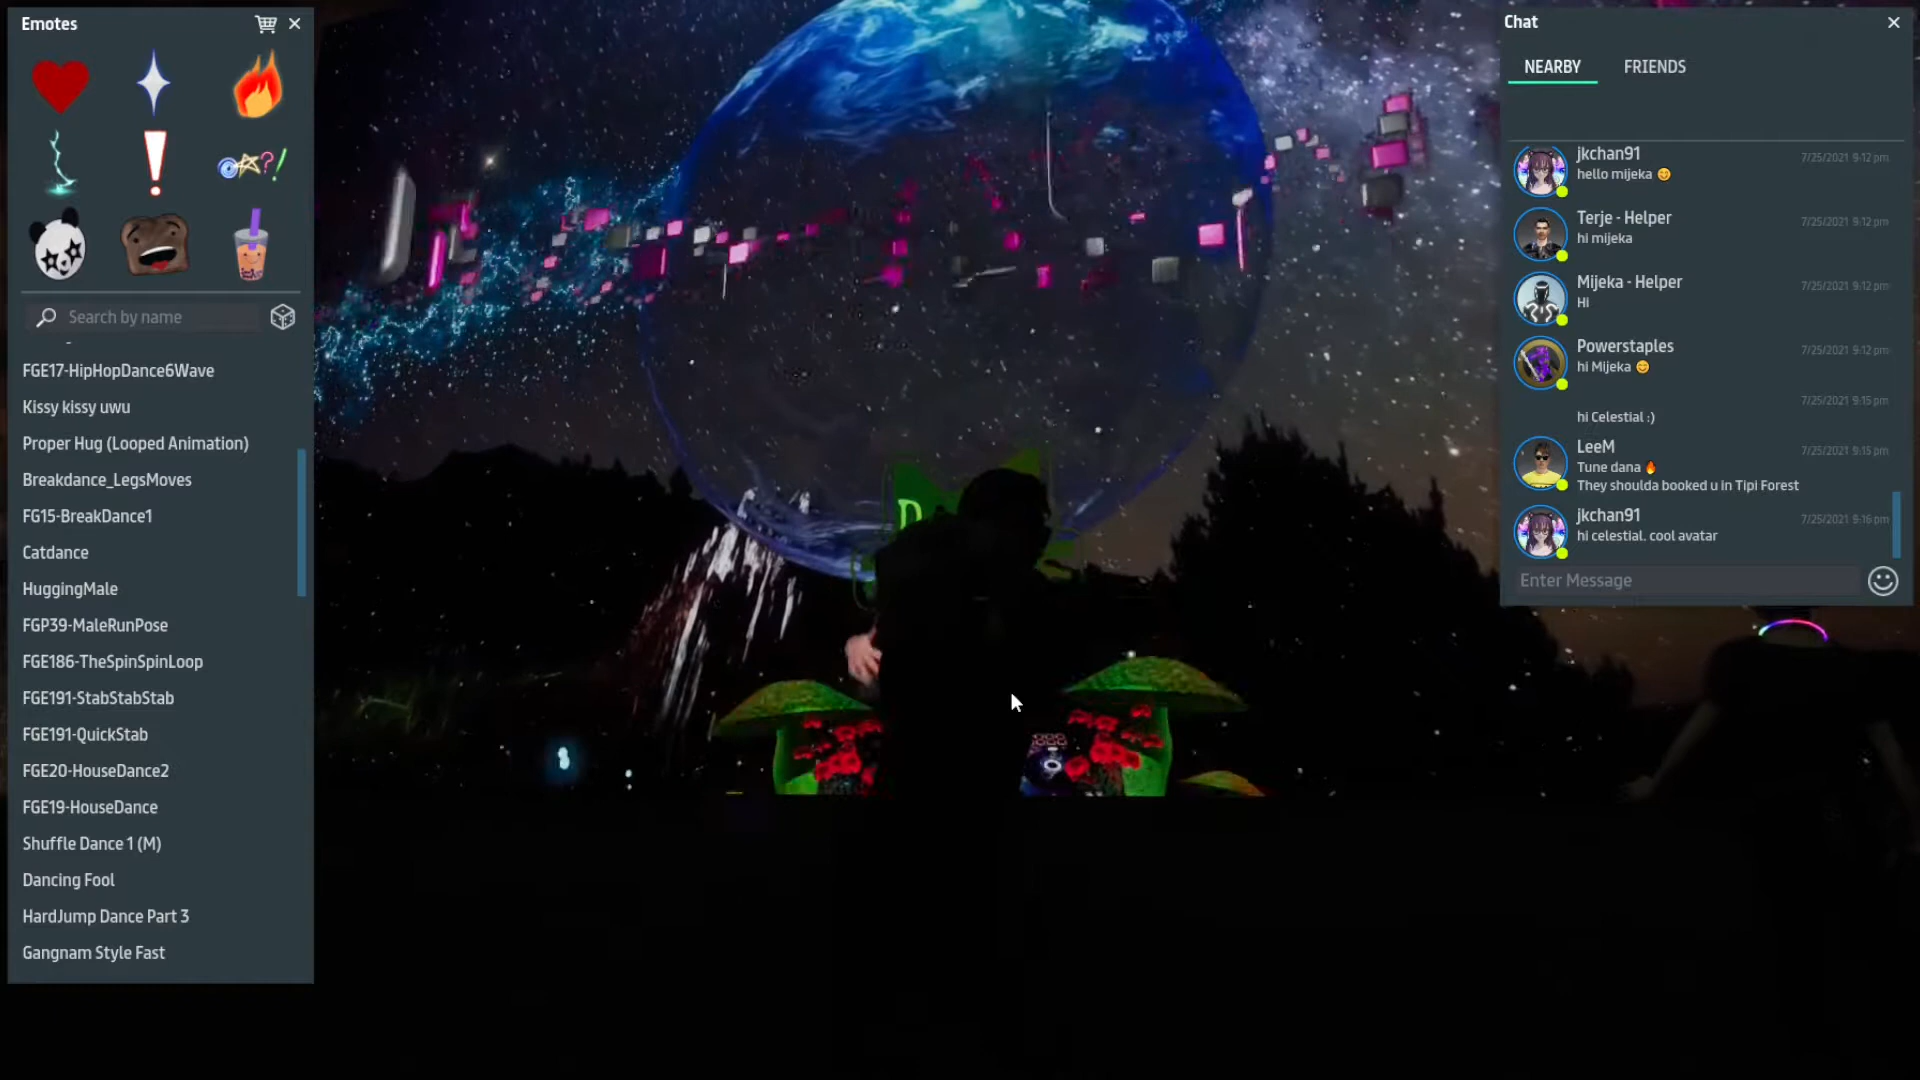 Emotes
Search by name
FGE17-HipHopDance6Wave
Kissy kissy uwu
Proper Hug (Looped Animation)
Breakdance_LegsMoves
FG15-BreakDance1
Catdance
HuggingMale
FGP39-MaleRunPose
FGE186-TheSpinSpinLoop
FGE191-StabStabStab
FGE191-QuickStab
FGE20-HouseDance2
FGE19-HouseDance
Shuffle Dance 1 (M)
Dancing Fool
HardJump Dance Part 3
Gangnam Style Fast
D
Chat
NEARBY FRIENDS
jkchan91 7/25/2021 9:12 pm
hello mijeka 😋
Terje - Helper 7/25/2021 9:12 pm
hi mijeka
Mijeka - Helper 7/25/2021 9:12 pm
Hi
Powerstaples 7/25/2021 9:12 pm
hi Mijeka 😋
7/25/2021 9:15 pm
hi Celestial :)
LeeM 7/25/2021 9:15 pm
Tune dana 🔥
They shoulda booked u in Tipi Forest
jkchan91 7/25/2021 9:16 pm
hi celestial. cool avatar
Enter Message